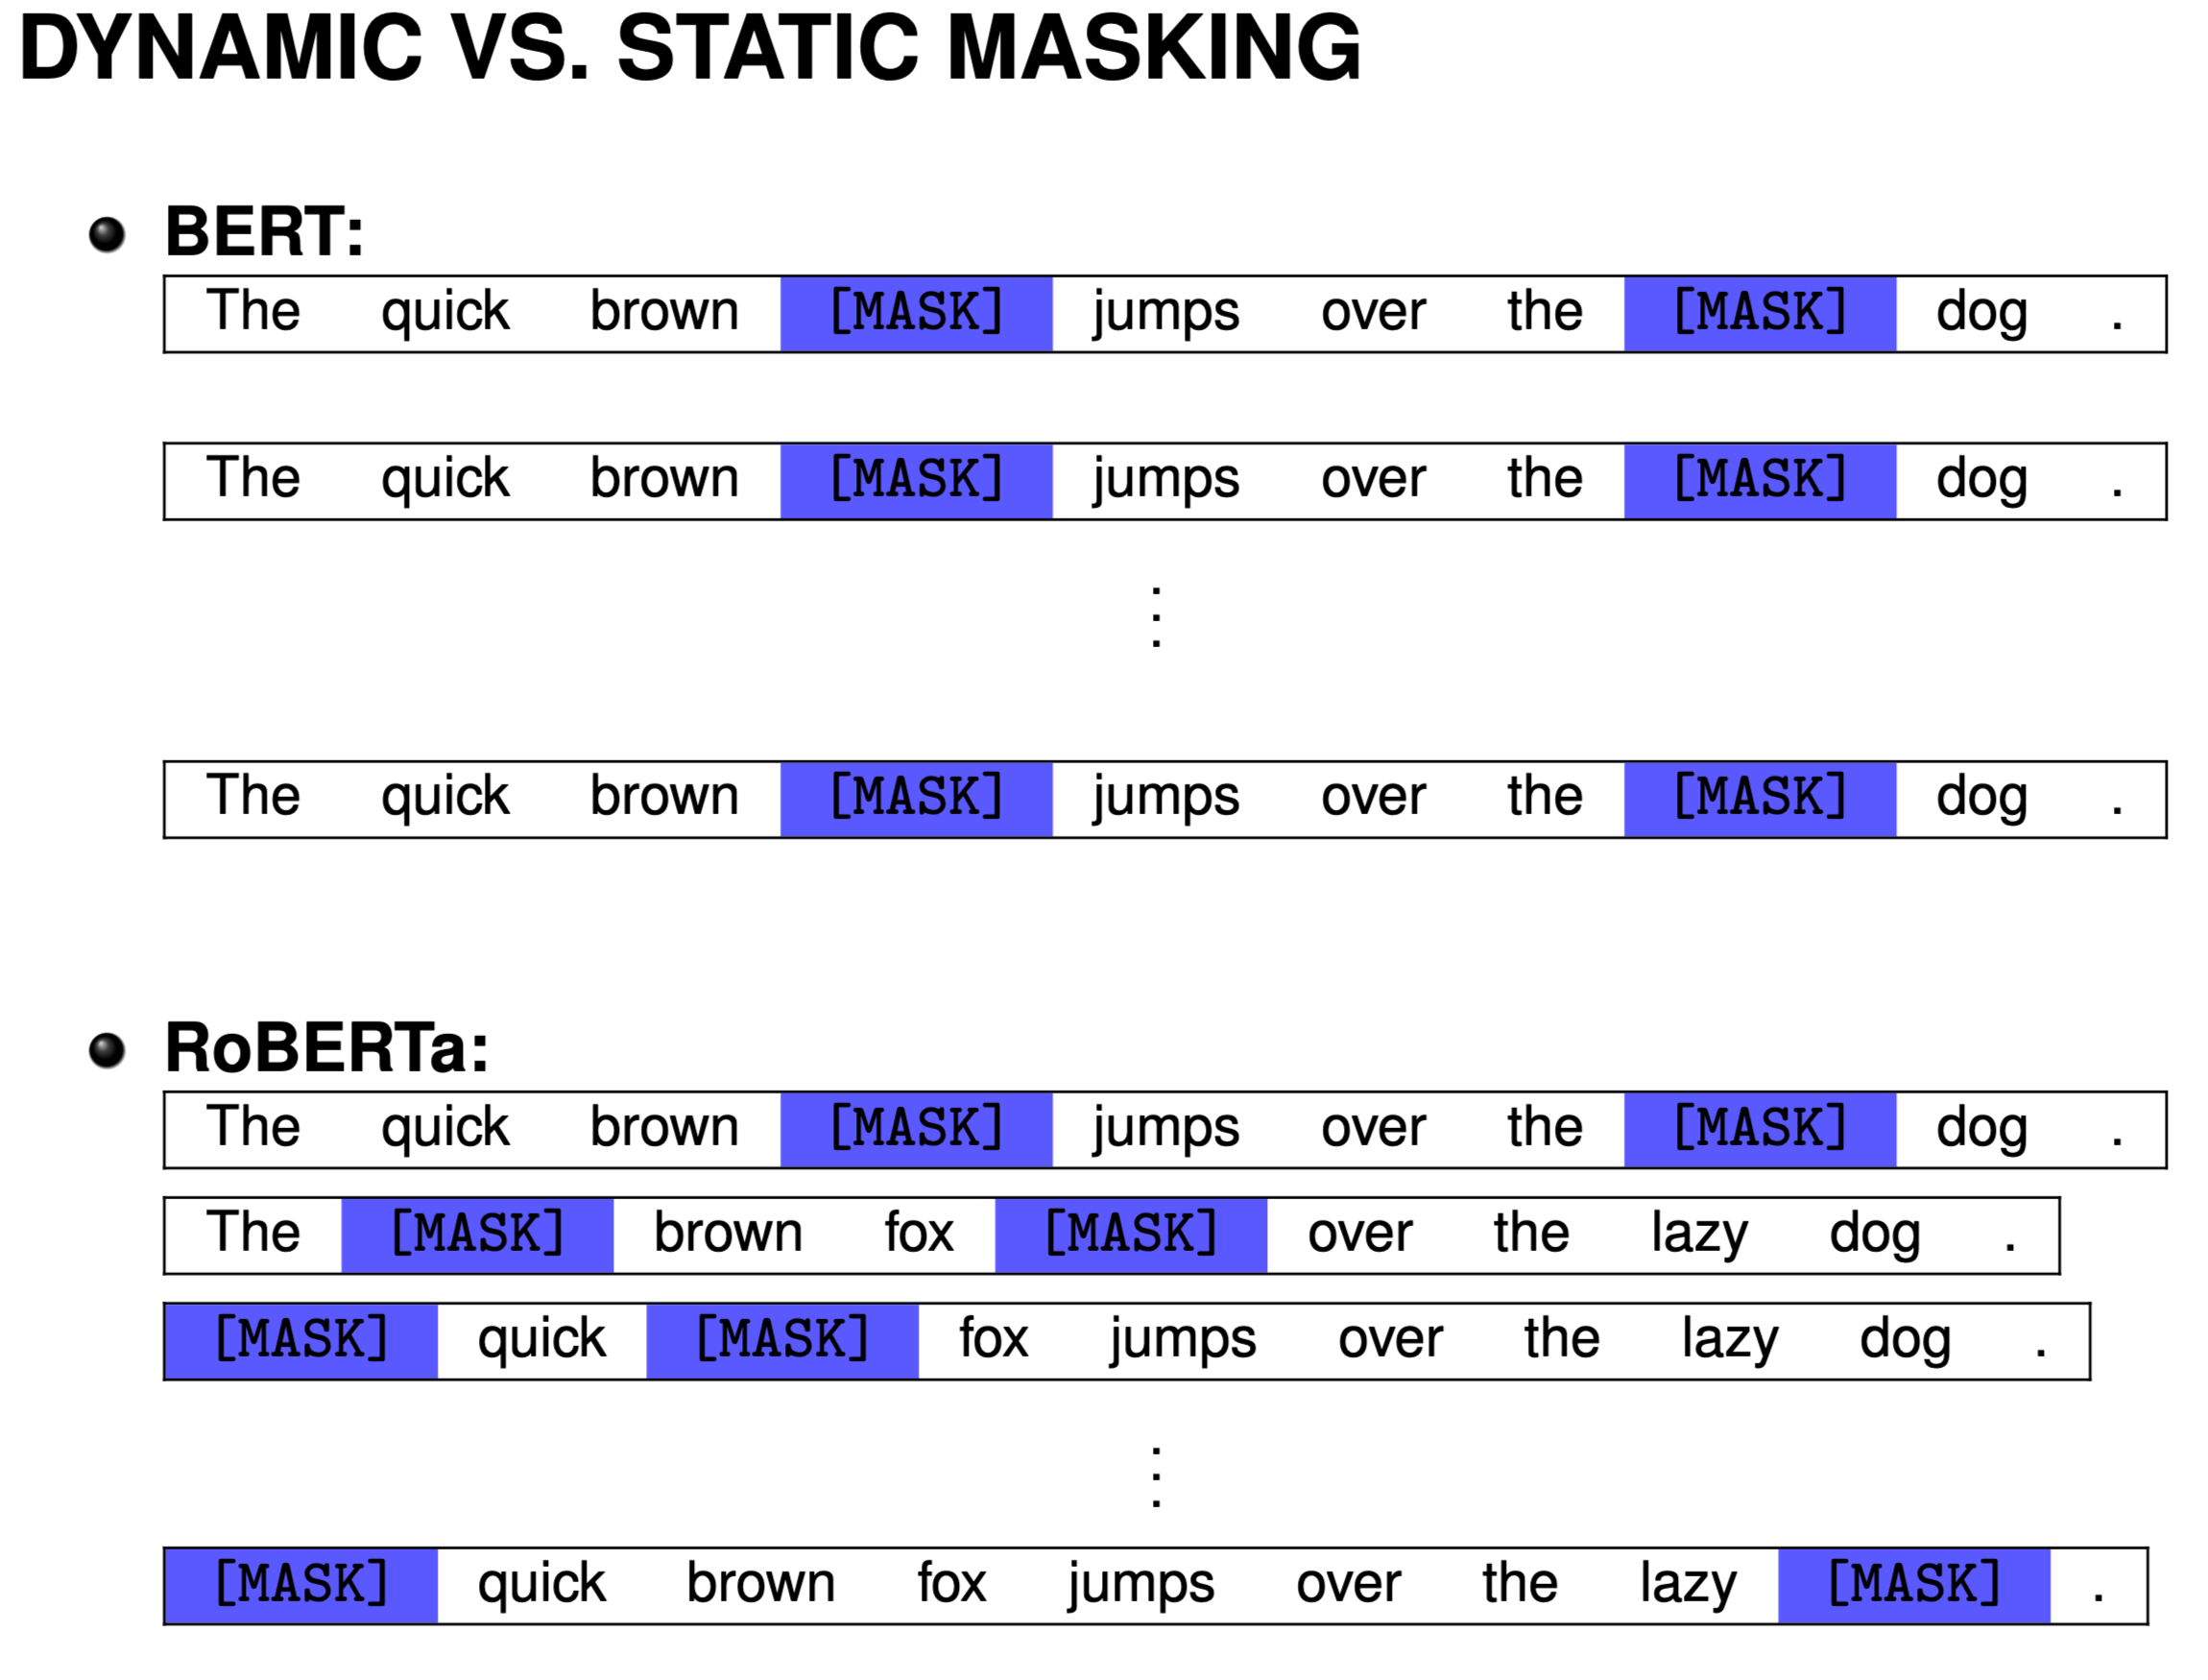 DYNAMIC VS. STATIC MASKING
BERT:
The quick brown [MASK] jumps over the [MASK] dog .
The quick brown [MASK] jumps over the [MASK] dog .
⋮
The quick brown [MASK] jumps over the [MASK] dog .
RoBERTa:
The quick brown [MASK] jumps over the [MASK] dog .
The [MASK] brown fox [MASK] over the lazy dog .
[MASK] quick [MASK] fox jumps over the lazy dog .
⋮
[MASK] quick brown fox jumps over the lazy [MASK] .